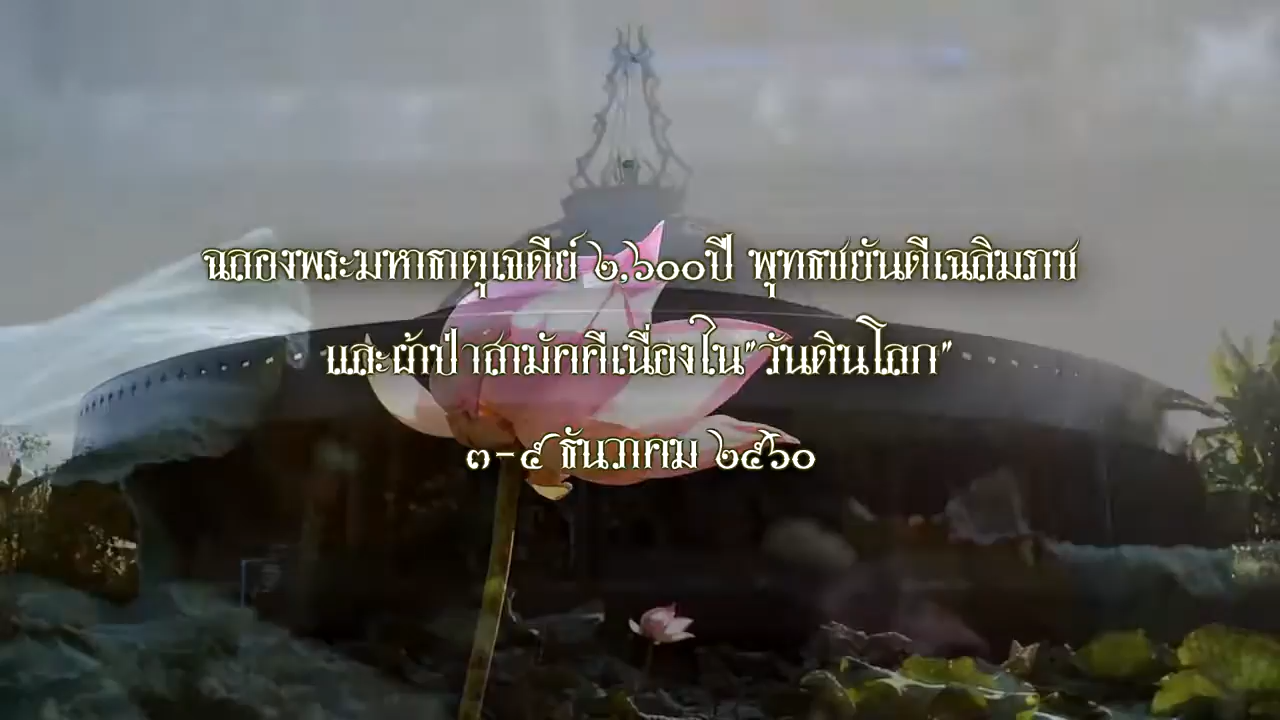 ฉลองพระมหาธาตุเจดีย์ ๒,๖๐๐ปี พุทธชยันตีเฉลิมราช
และผ้าป่าสามัคคีเนื่องใน"วันดินโลก"
๓-๕ ธันวาคม ๒๕๖๐